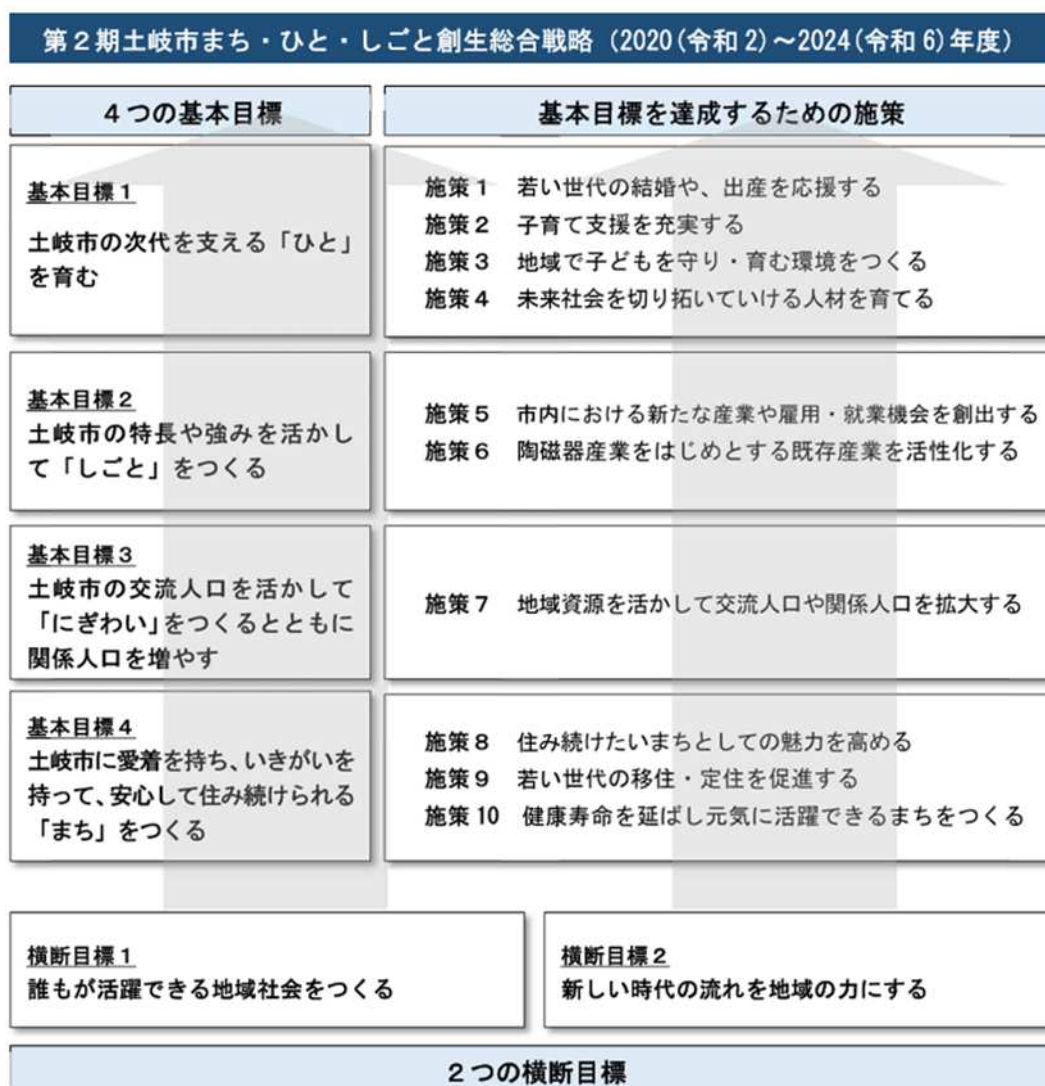 第２期土岐市まち・ひと・しごと創生総合戦略（2020(令和2)～2024(令和6)年度）
４つの基本目標
基本目標を達成するための施策
基本目標１
土岐市の次代を支える「ひと」
を育む
施策１　若い世代の結婚や、出産を応援する
施策２　子育て支援を充実する
施策３　地域で子どもを守り・育む環境をつくる
施策４　未来社会を切り拓いていける人材を育てる
基本目標２
土岐市の特長や強みを活かし
て「しごと」をつくる
施策５　市内における新たな産業や雇用・就業機会を創出する
施策６　陶磁器産業をはじめとする既存産業を活性化する
基本目標３
土岐市の交流人口を活かして
「にぎわい」をつくるとともに
関係人口を増やす
施策７　地域資源を活かして交流人口や関係人口を拡大する
基本目標４
土岐市に愛着を持ち、いきがいを
持って、安心して住み続けられる
「まち」をつくる
施策８　住み続けたいまちとしての魅力を高める
施策９　若い世代の移住・定住を促進する
施策10　健康寿命を延ばし元気に活躍できるまちをつくる
横断目標１
誰もが活躍できる地域社会をつくる
横断目標２
新しい時代の流れを地域の力にする
２つの横断目標